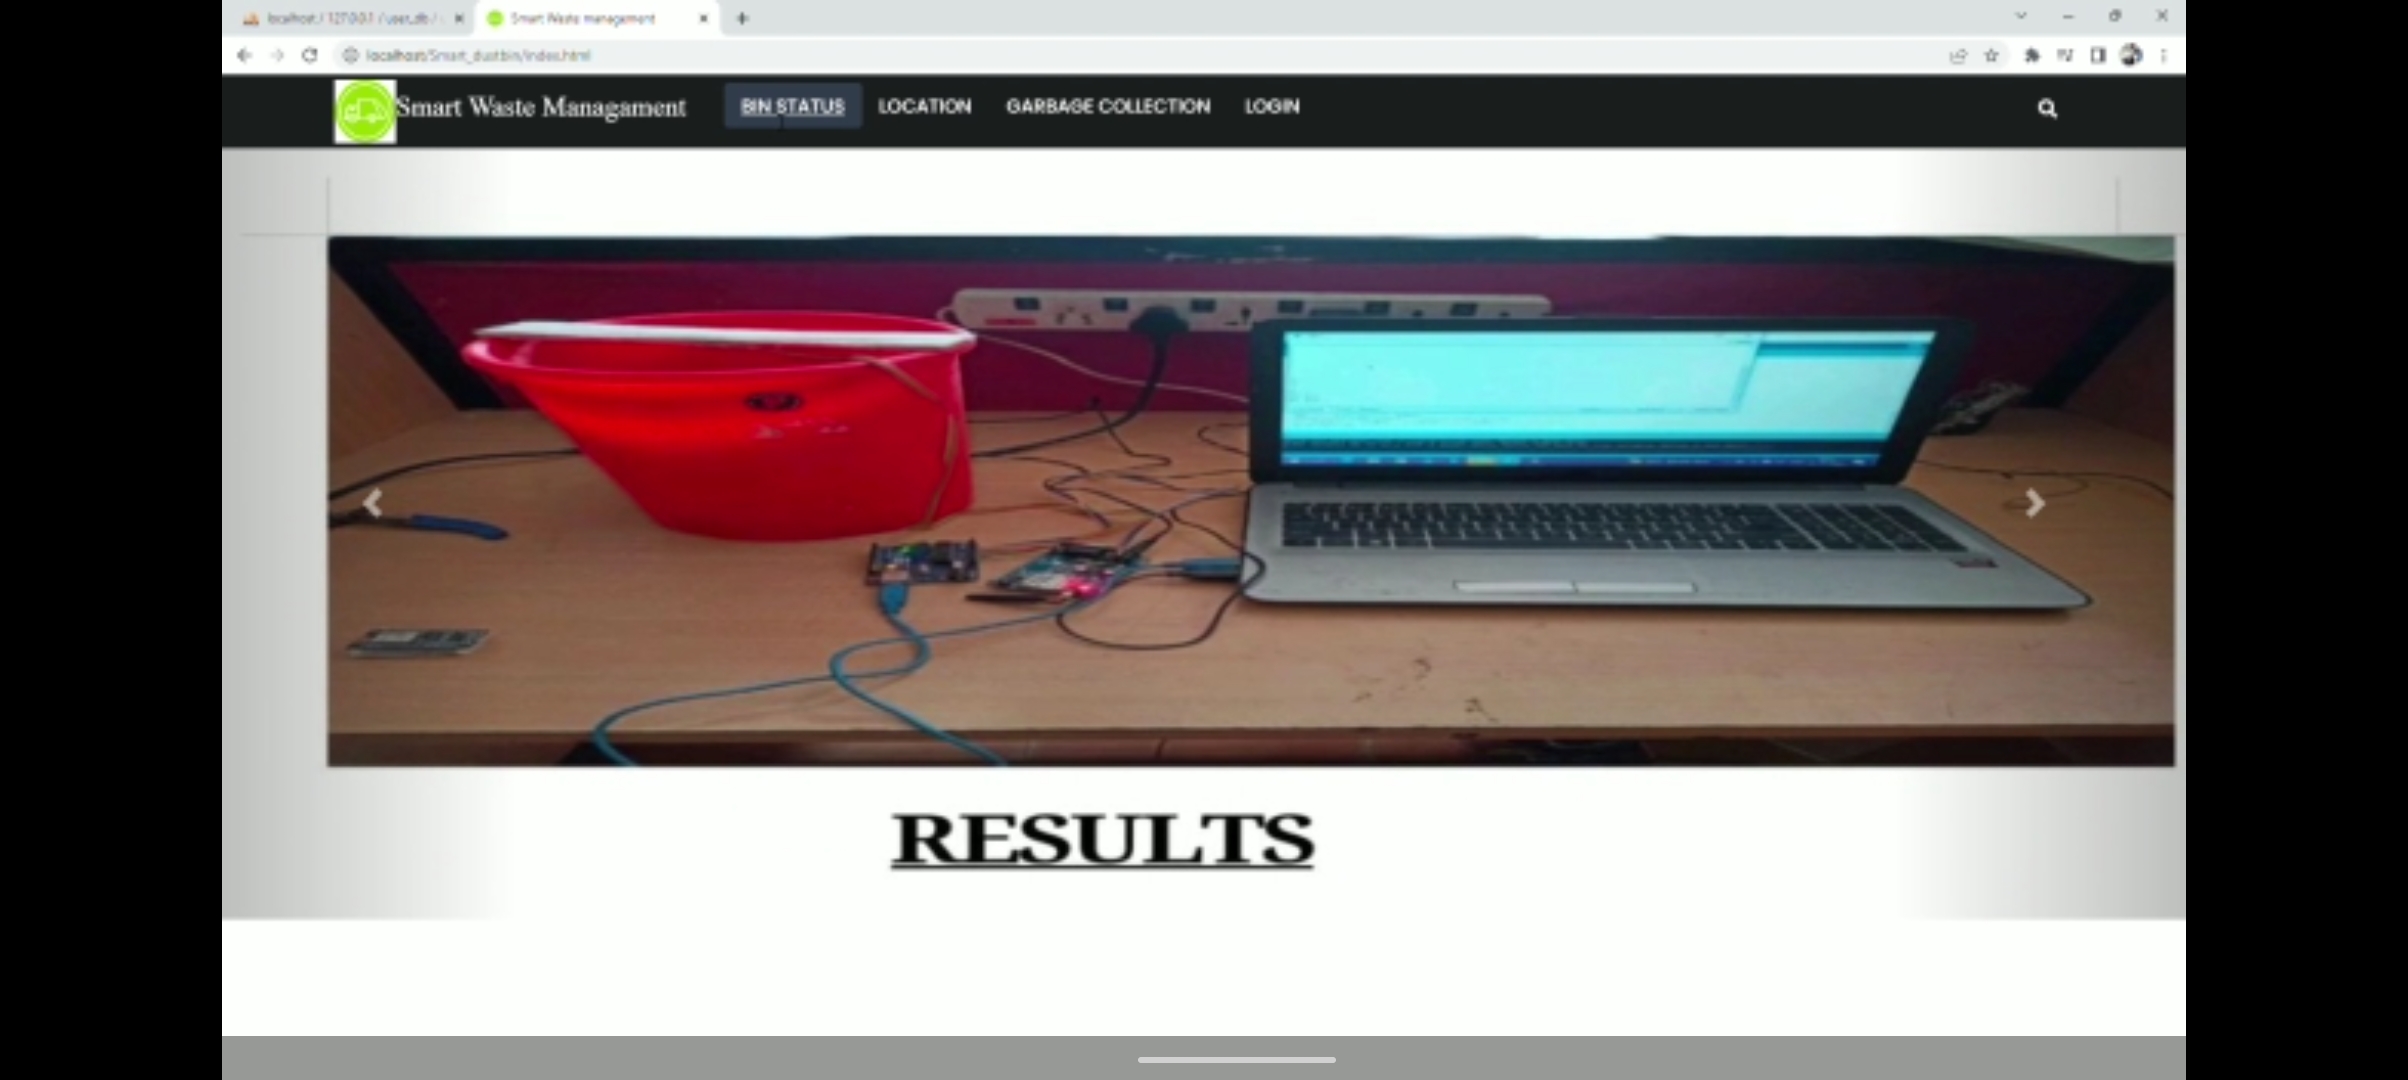 localhost / 127.0.0.1 / user_db /
Smart Waste management
localhost/Smart_dustbin/index.html
Smart Waste Managament
BIN STATUS
LOCATION
GARBAGE COLLECTION
LOGIN
RESULTS